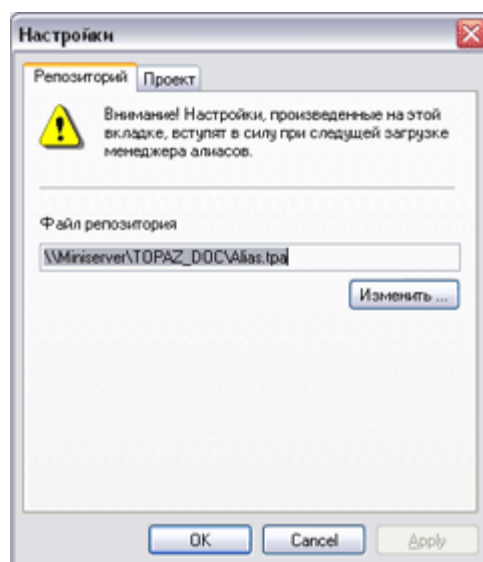 Настройки
Репозиторий Проект
Внимание! Настройки, произведенные на этой
вкладке, вступят в силу при следущей загрузке
менеджера алиасов.
Файл репозитория
\\Miniserver\TOPAZ_DOC\Alias.tpa
Изменить ...
OK Cancel Apply